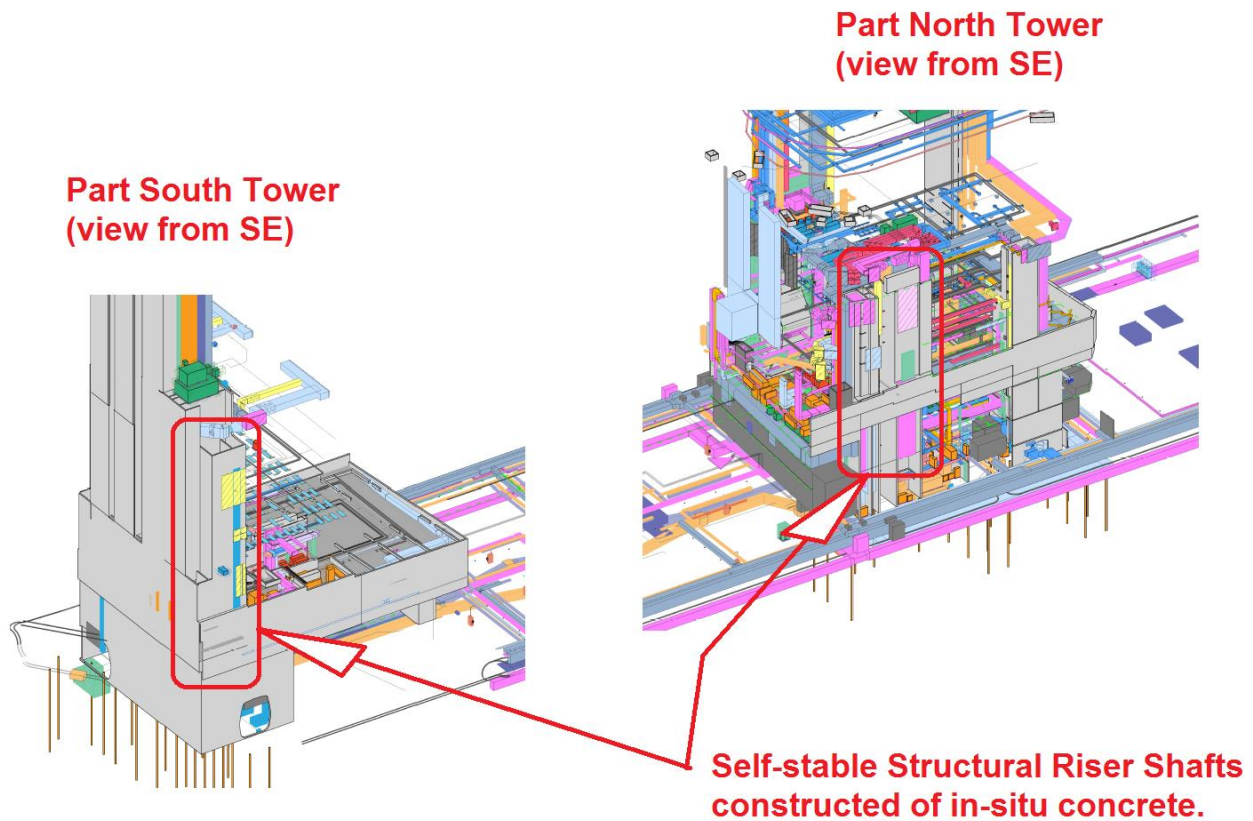 Part North Tower
(view from SE)
Part South Tower
(view from SE)
Self-stable Structural Riser Shafts
constructed of in-situ concrete.